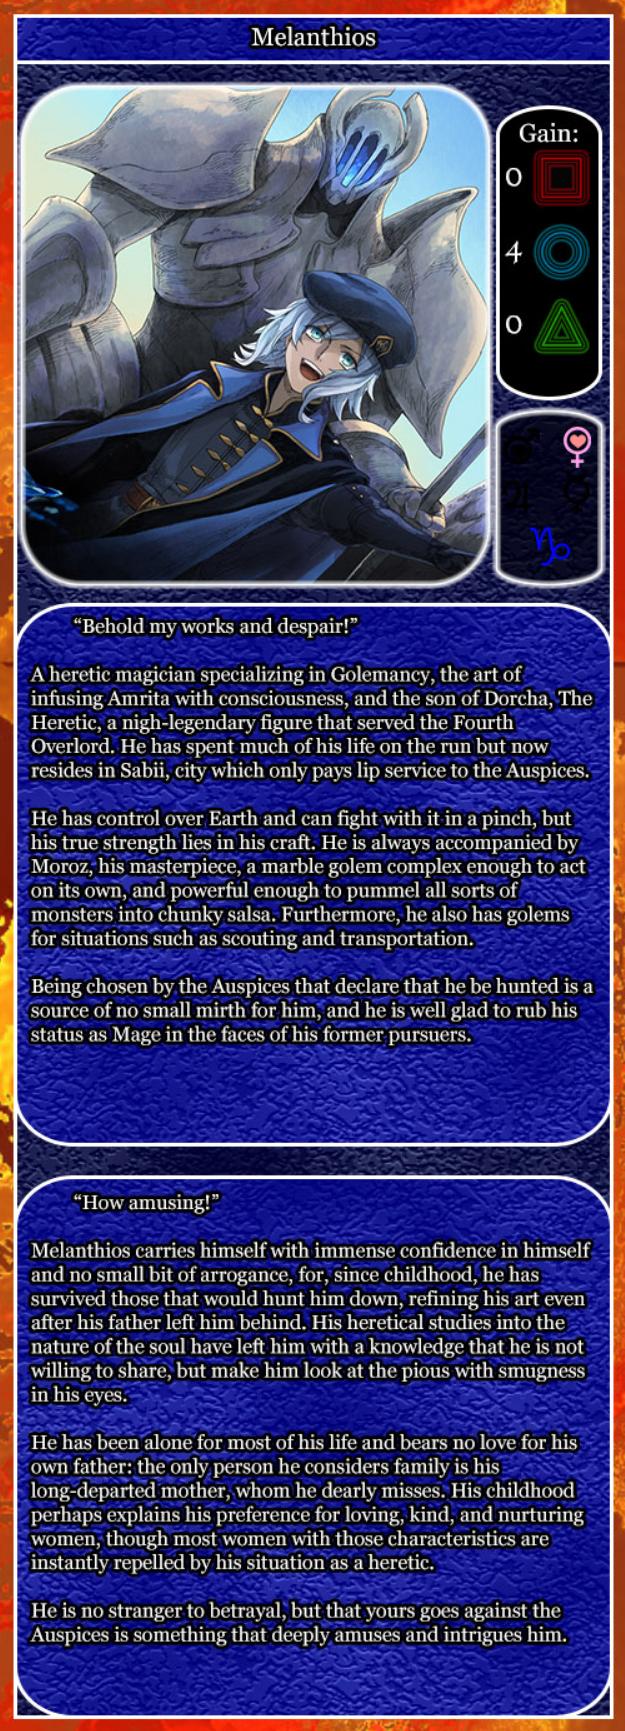 Melanthios
Gain:
0
4
0
“Behold my works and despair!”
A heretic magician specializing in Golemancy, the art of
infusing Amrita with consciousness, and the son of Dorcha, The
Heretic, a nigh-legendary figure that served the Fourth
Overlord. He has spent much of his life on the run but now
resides in Sabii, city which only pays lip service to the Auspices.
He has control over Earth and can fight with it in a pinch, but
his true strength lies in his craft. He is always accompanied by
Moroz, his masterpiece, a marble golem complex enough to act
on its own, and powerful enough to pummel all sorts of
monsters into chunky salsa. Furthermore, he also has golems
for situations such as scouting and transportation.
Being chosen by the Auspices that declare that he be hunted is a
source of no small mirth for him, and he is well glad to rub his
status as Mage in the faces of his former pursuers.
“How amusing!”
Melanthios carries himself with immense confidence in himself
and no small bit of arrogance, for, since childhood, he has
survived those that would hunt him down, refining his art even
after his father left him behind. His heretical studies into the
nature of the soul have left him with a knowledge that he is not
willing to share, but make him look at the pious with smugness
in his eyes.
He has been alone for most of his life and bears no love for his
own father: the only person he considers family is his
long-departed mother, whom he dearly misses. His childhood
perhaps explains his preference for loving, kind, and nurturing
women, though most women with those characteristics are
instantly repelled by his situation as a heretic.
He is no stranger to betrayal, but that yours goes against the
Auspices is something that deeply amuses and intrigues him.